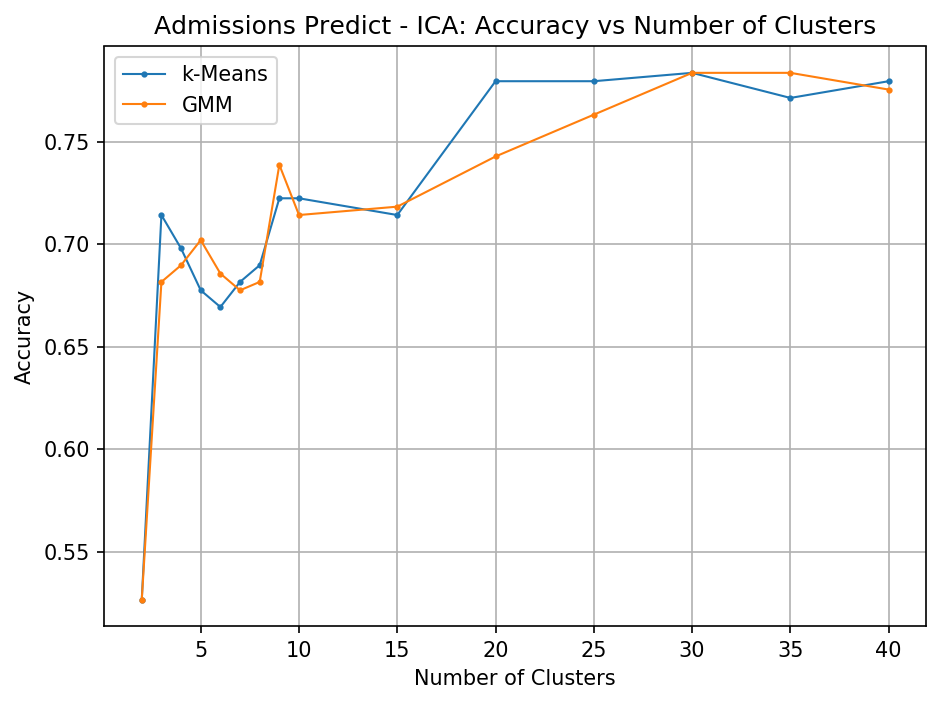 Admissions Predict - ICA: Accuracy vs Number of Clusters
k-Means
GMM
0.75
0.70
0.65
0.60
0.55
Accuracy
5 10 15 20 25 30 35 40
Number of Clusters